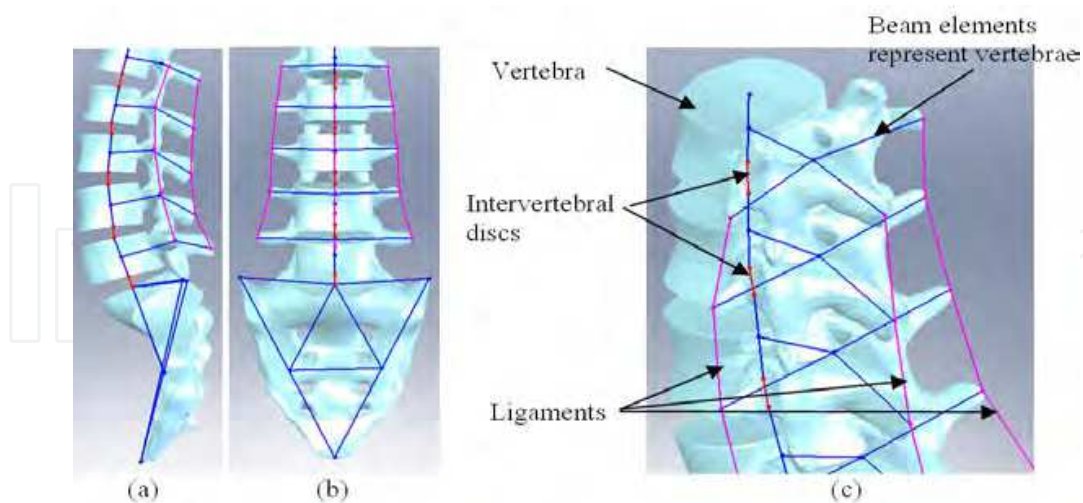 Beam elements
represent vertebrae
Vertebra
Intervertebral
discs
Ligaments
(a)
(b)
(c)